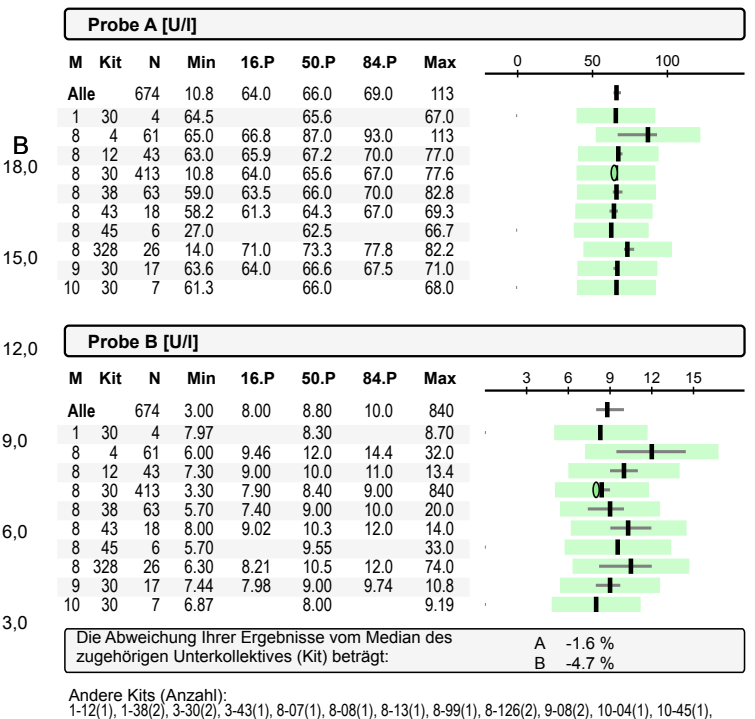 Probe A [U/l]
M Kit N Min 16.P 50.P 84.P Max
0 50 100
Alle 674 10.8 64.0 66.0 69.0 113
1 30 4 64.5 65.6 67.0
8 4 61 65.0 66.8 87.0 93.0 113
8 12 43 63.0 65.9 67.2 70.0 77.0
8 30 413 10.8 64.0 65.6 67.0 77.6
8 38 63 59.0 63.5 66.0 70.0 82.8
8 43 18 58.2 61.3 64.3 67.0 69.3
8 45 6 27.0 62.5 66.7
8 328 26 14.0 71.0 73.3 77.8 82.2
9 30 17 63.6 64.0 66.6 67.5 71.0
10 30 7 61.3 66.0 68.0
B
18,0
15,0
12,0
9,0
6,0
3,0
Probe B [U/l]
M Kit N Min 16.P 50.P 84.P Max
3 6 9 12 15
Alle 674 3.00 8.00 8.80 10.0 840
1 30 4 7.97 8.30 8.70
8 4 61 6.00 9.46 12.0 14.4 32.0
8 12 43 7.30 9.00 10.0 11.0 13.4
8 30 413 3.30 7.90 8.40 9.00 840
8 38 63 5.70 7.40 9.00 10.0 20.0
8 43 18 8.00 9.02 10.3 12.0 14.0
8 45 6 5.70 9.55 33.0
8 328 26 6.30 8.21 10.5 12.0 74.0
9 30 17 7.44 7.98 9.00 9.74 10.8
10 30 7 6.87 8.00 9.19
Die Abweichung Ihrer Ergebnisse vom Median des
zugehörigen Unterkollektives (Kit) beträgt:
A -1.6 %
B -4.7 %
Andere Kits (Anzahl):
1-12(1), 1-38(2), 3-30(2), 3-43(1), 8-07(1), 8-08(1), 8-13(1), 8-99(1), 8-126(2), 9-08(2), 10-04(1), 10-45(1),